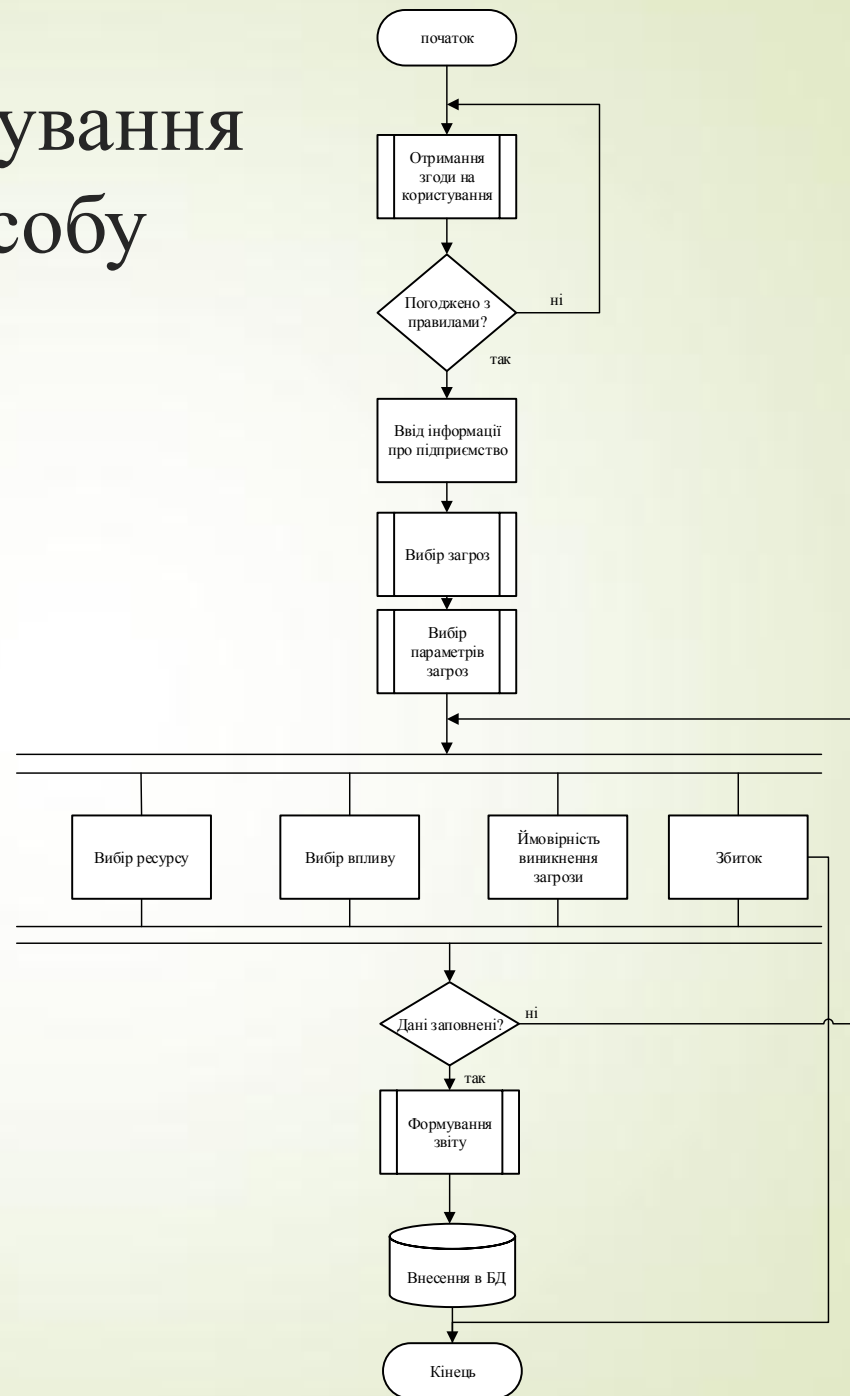 початок
ування
собу
Отримання
згоди на
користування
Погоджено з
правилами?
ні
так
Ввід інформації
про підприємство
Вибір загроз
Вибір
параметрів
загроз
Вибір ресурсу
Вибір впливу
Ймовірність
виникнення
загрози
Збиток
Дані заповнені?
ні
так
Формування
звіту
Внесення в БД
Кінець